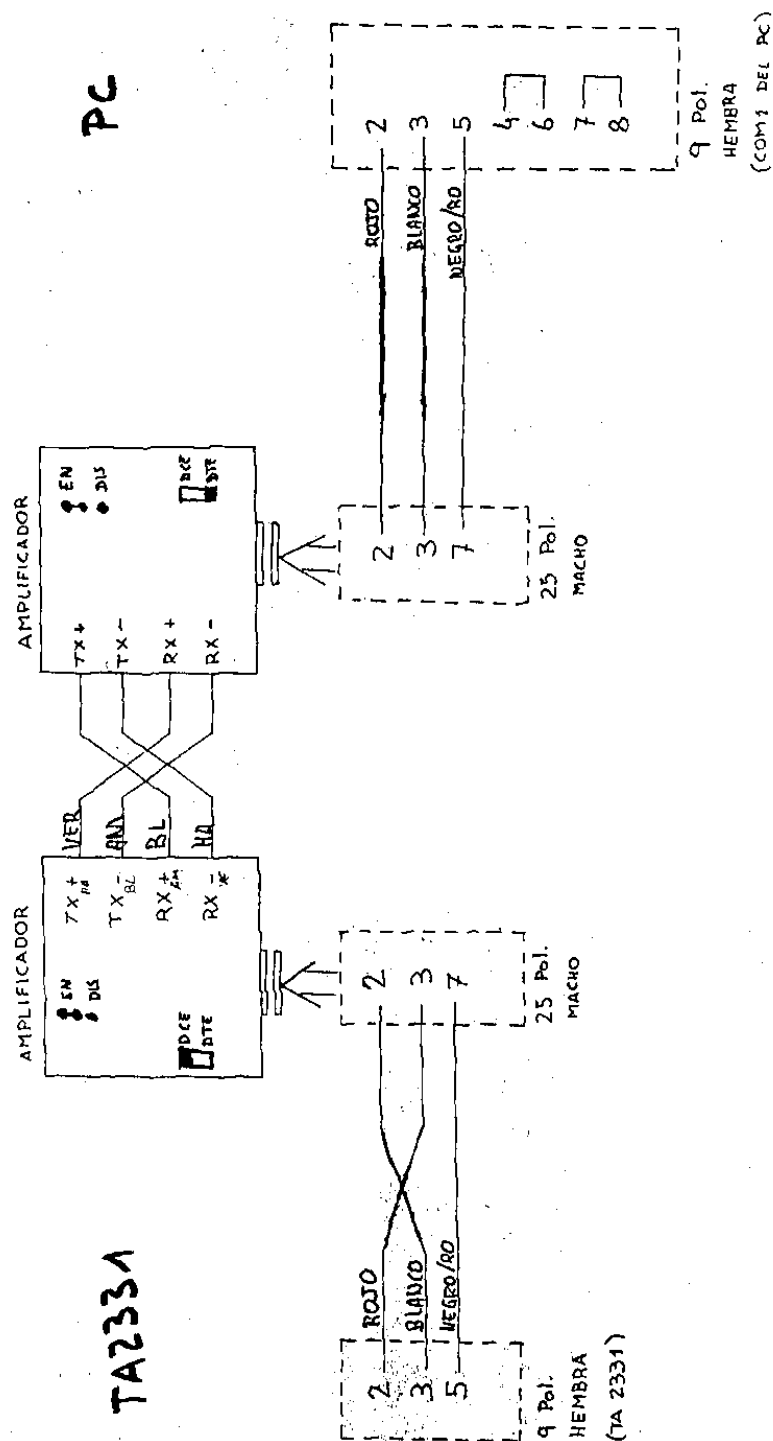 TA2331
PC
AMPLIFICADOR
EN
DIS
DCE
DTE
TX+
TX-
BL
RX+
RX-
VER
BL
AMPLIFICADOR
TX+
TX-
RX+
RX-
EN
DIS
DCE
DTE
2
3
5
ROJO
BLANCO
NEGRO/RO
9 Pol.
HEMBRA
(TA 2331)
2
3
7
25 Pol.
MACHO
2
3
7
25 Pol.
MACHO
ROJO
BLANCO
NEGRO/RO
2
3
5
4
6
7
8
9 Pol.
HEMBRA
(COM1 DEL PC)